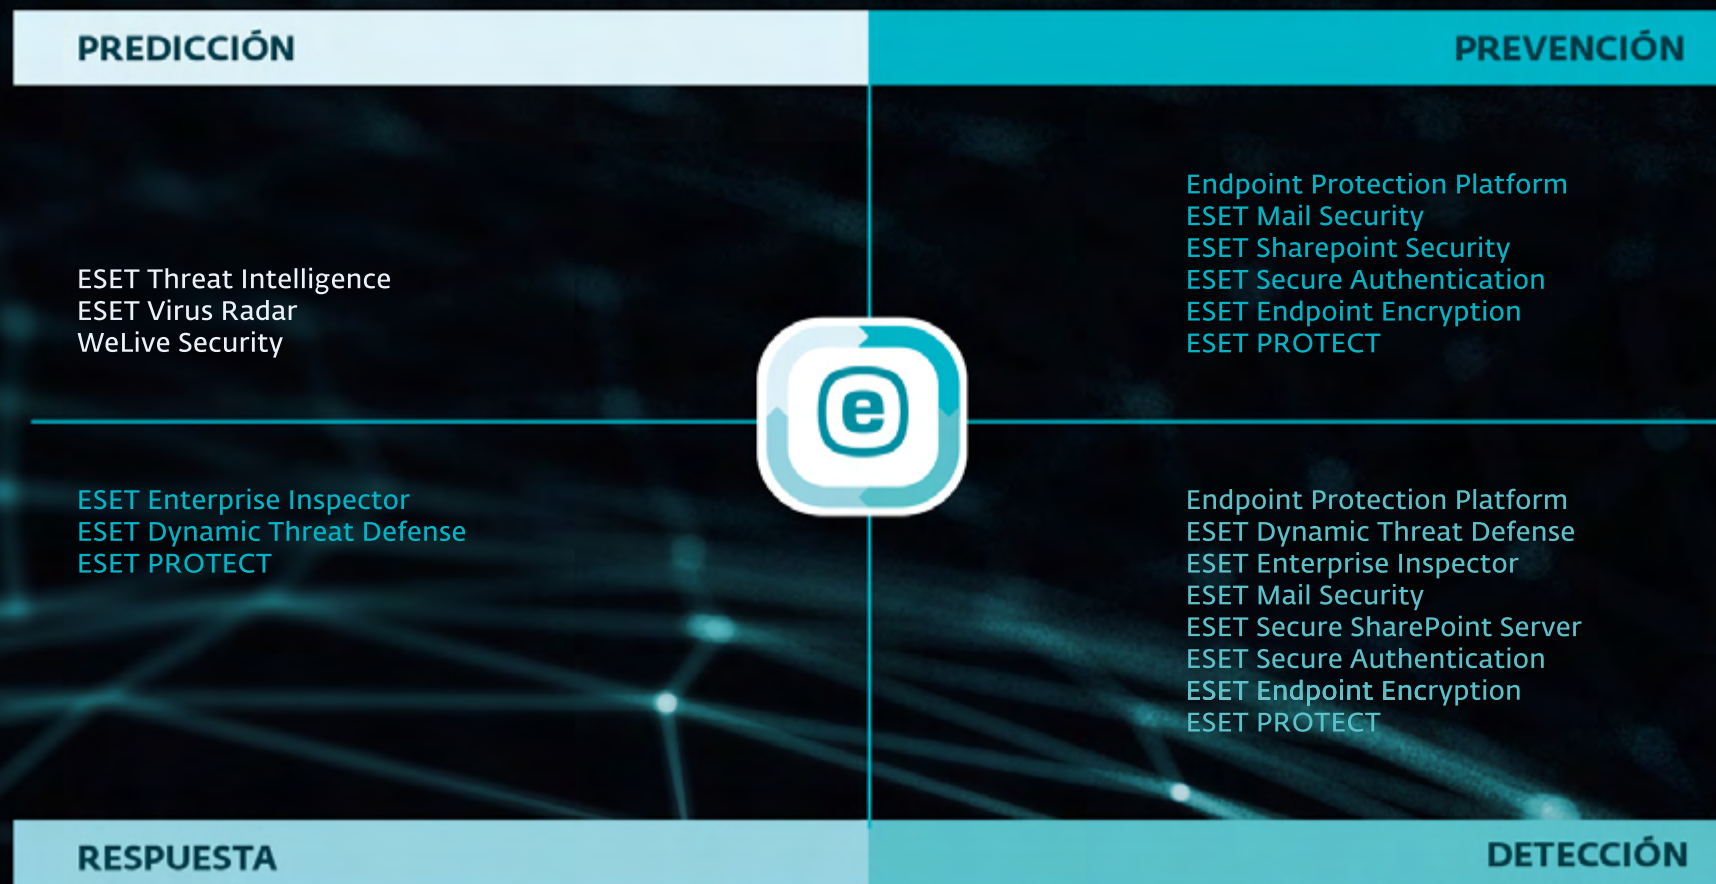 PREDICCIÓN
PREVENCIÓN
ESET Threat Intelligence
ESET Virus Radar
WeLive Security
Endpoint Protection Platform
ESET Mail Security
ESET Sharepoint Security
ESET Secure Authentication
ESET Endpoint Encryption
ESET PROTECT
e
ESET Enterprise Inspector
ESET Dynamic Threat Defense
ESET PROTECT
Endpoint Protection Platform
ESET Dynamic Threat Defense
ESET Enterprise Inspector
ESET Mail Security
ESET Secure SharePoint Server
ESET Secure Authentication
ESET Endpoint Encryption
ESET PROTECT
RESPUESTA
DETECCIÓN